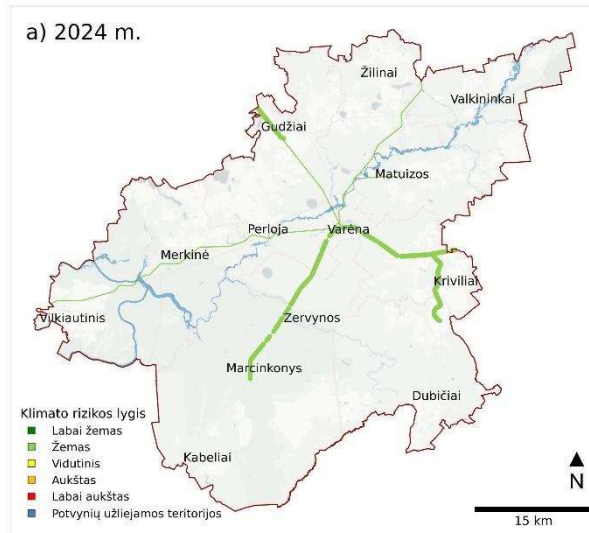 a) 2024 m.
Žilinai
Valkininkai
Gudžiai
Matuizos
Perloja
Varėna
Merkinė
Kriviliai
Vilkiautinis
Zervynos
Marcinkonys
Dubičiai
Klimato rizikos lygis
Labai žemas
Žemas
Vidutinis
Aukštas
Labai aukštas
Potvynių užliejamos teritorijos
Kabeliai
N
15 km